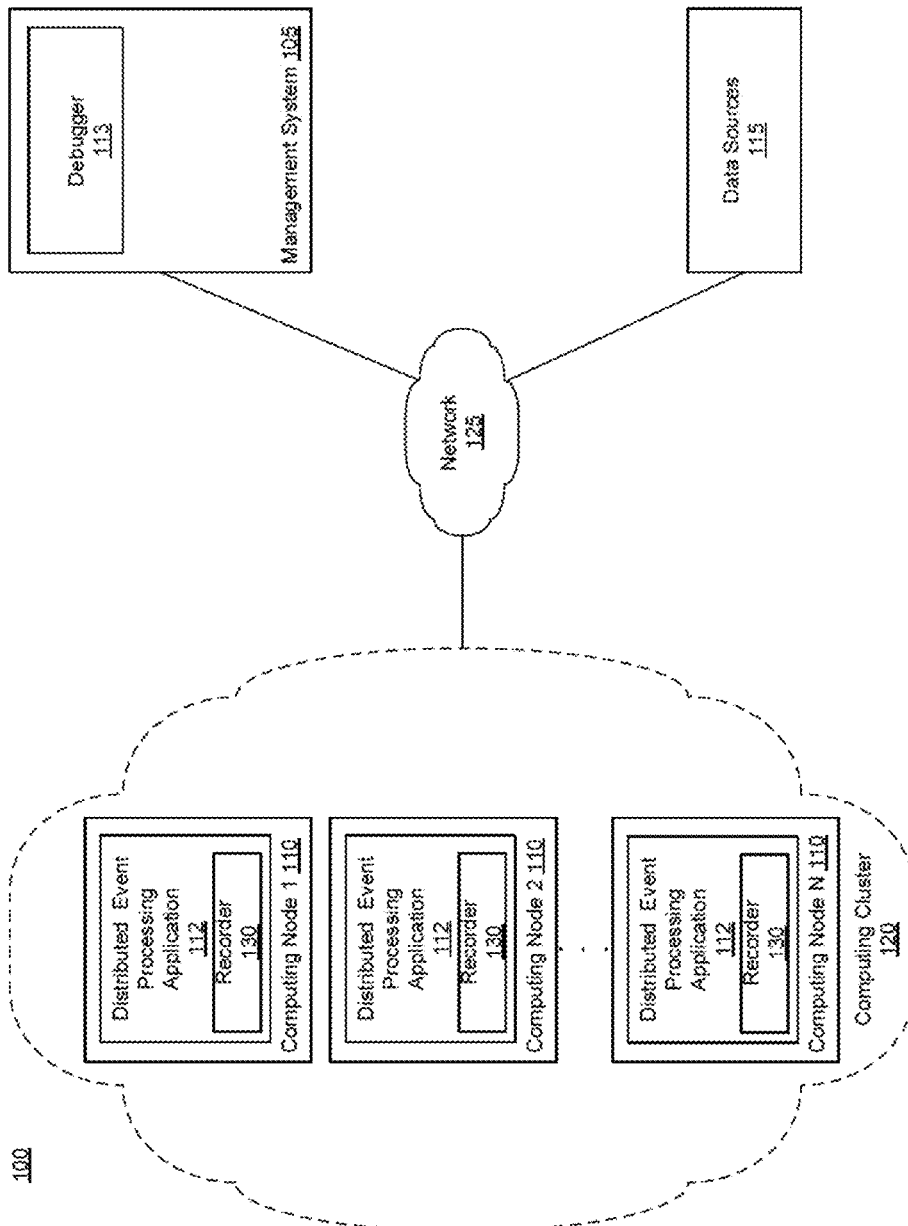 100
Distributed Event
Processing
Application
112
Recorder
130
Computing Node 1 110
Distributed Event
Processing
Application
112
Recorder
130
Computing Node 2 110
. . .
Distributed Event
Processing
Application
112
Recorder
130
Computing Node N 110
Computing Cluster
120
Network
125
Debugger
113
Management System 105
Data Sources
115